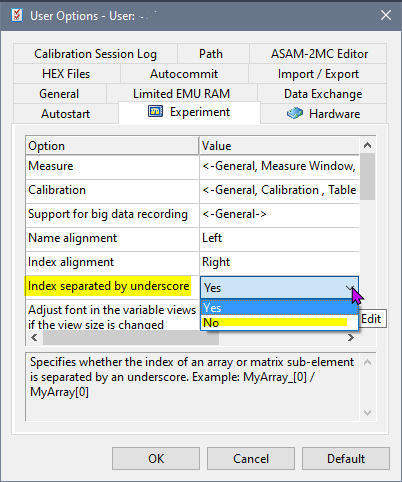 User Options - User:
Calibration Session Log
Path
ASAM-2MC Editor
HEX Files
Autocommit
Import / Export
General
Limited EMU RAM
Data Exchange
Autostart
Experiment
Hardware
Option
Value
Measure
<-General, Measure Window,
Calibration
<-General, Calibration , Table
Support for big data recording
<-General->
Name alignment
Left
Index alignment
Right
Index separated by underscore
Yes
Yes
No
Adjust font in the variable views
if the view size is changed
Edit
Specifies whether the index of an array or matrix sub-element
is separated by an underscore. Example: MyArray_[0] /
MyArray[0]
OK
Cancel
Default